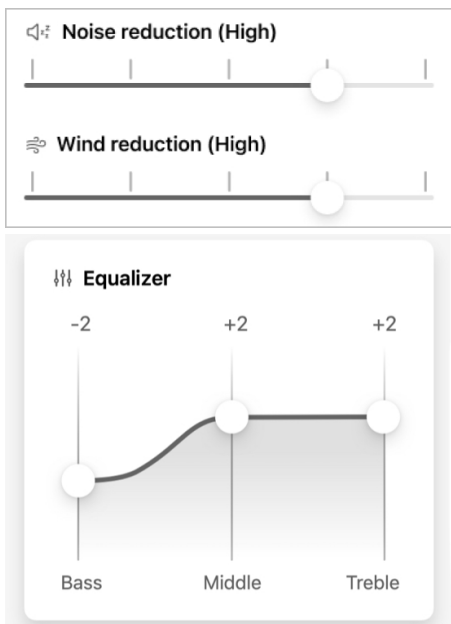 Noise reduction (High)
Wind reduction (High)
Equalizer
-2 +2 +2
Bass Middle Treble